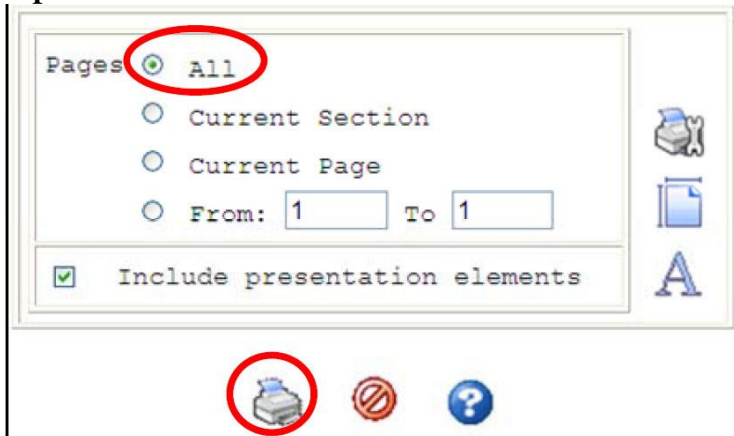 Pages All
Current Section
Current Page
From: 1 To 1
Include presentation elements
A
?